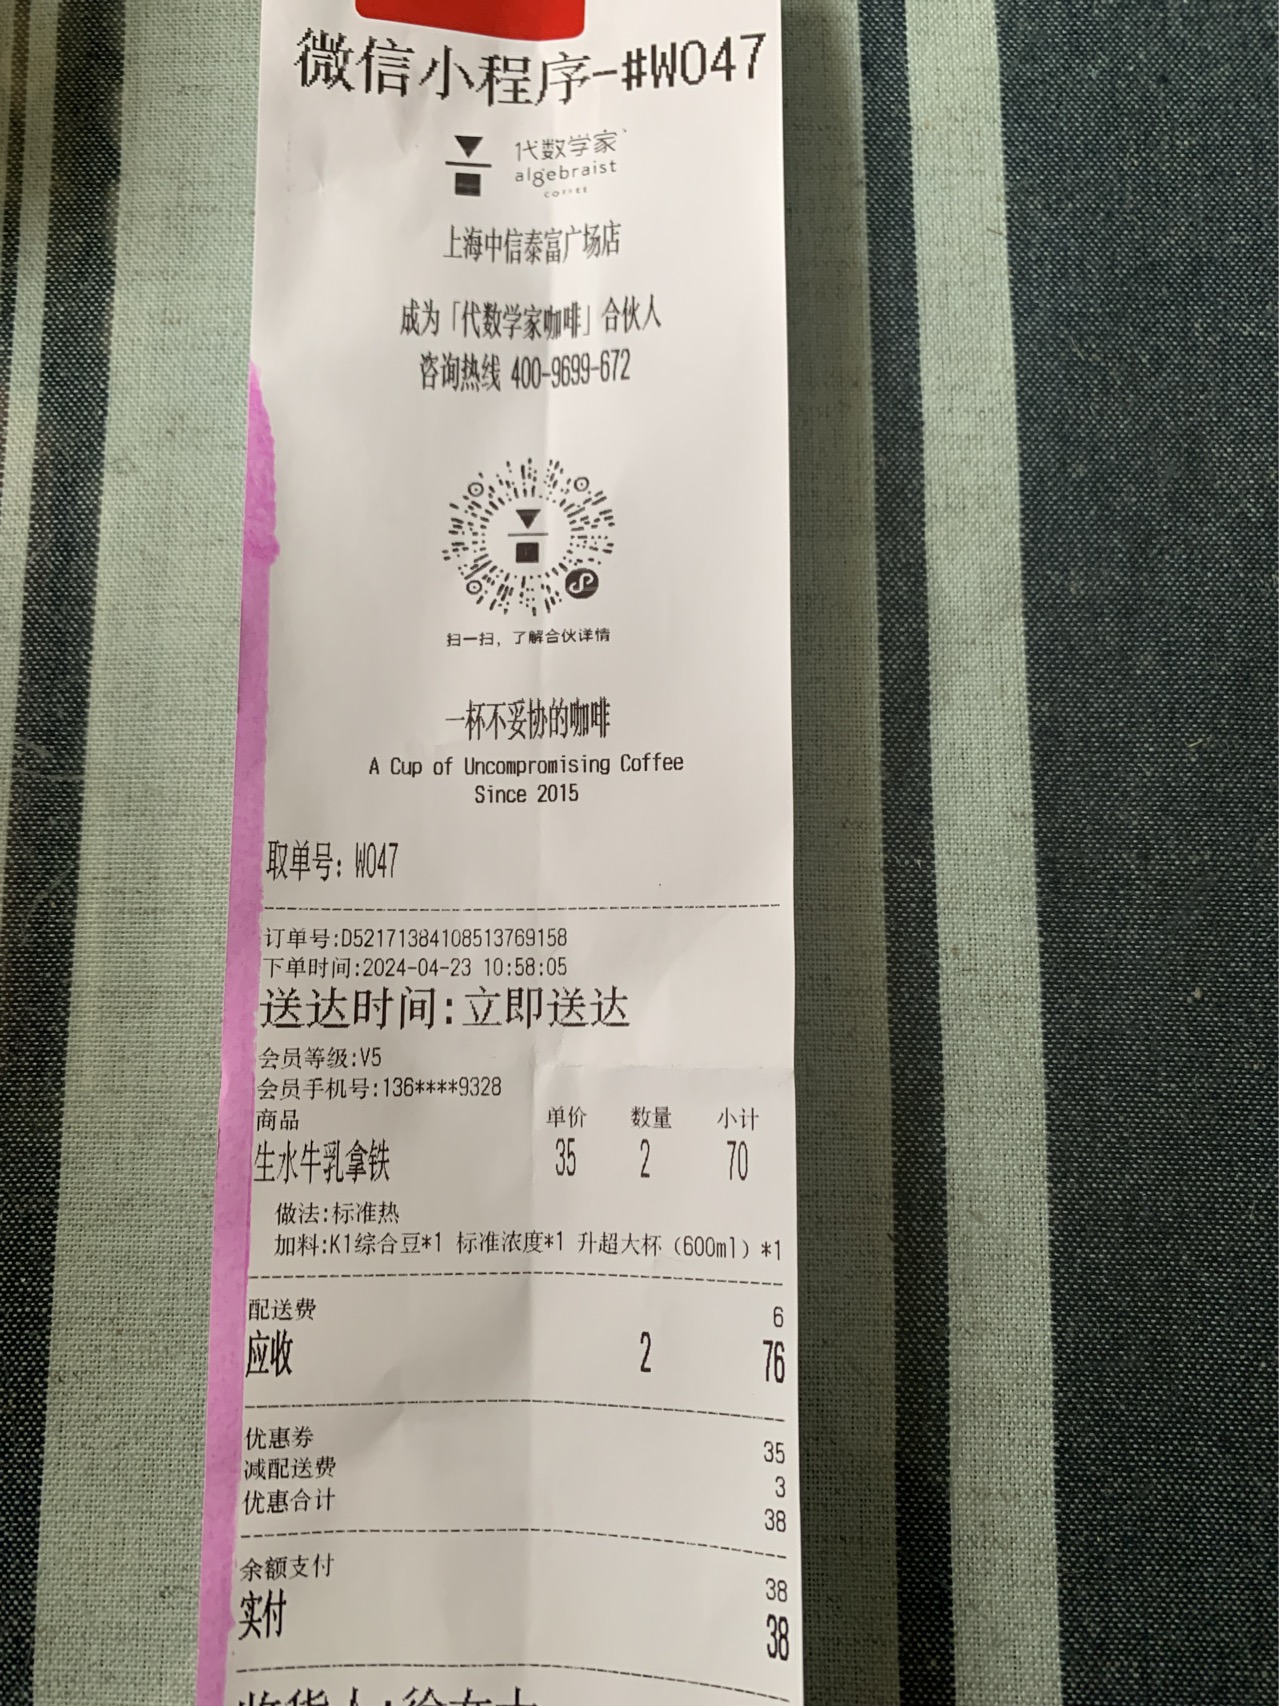 微信小程序-#W047
代数学家
algebraist
COFFEE
上海中信泰富广场店
成为「代数学家咖啡」合伙人
咨询热线 400-9699-672
扫一扫，了解合伙详情
一杯不妥协的咖啡
A Cup of Uncompromising Coffee
Since 2015
取单号：W047
订单号:D52171384108513769158
下单时间:2024-04-23 10:58:05
送达时间:立即送达
会员等级:V5
会员手机号:136****9328
商品 单价 数量 小计
生水牛乳拿铁 35 2 70
做法:标准热
加料:K1综合豆*1 标准浓度*1 升超大杯（600ml）*1
配送费 6
应收 2 76
优惠券 35
减配送费 3
优惠合计 38
余额支付 38
实付 38
收货人:徐女士